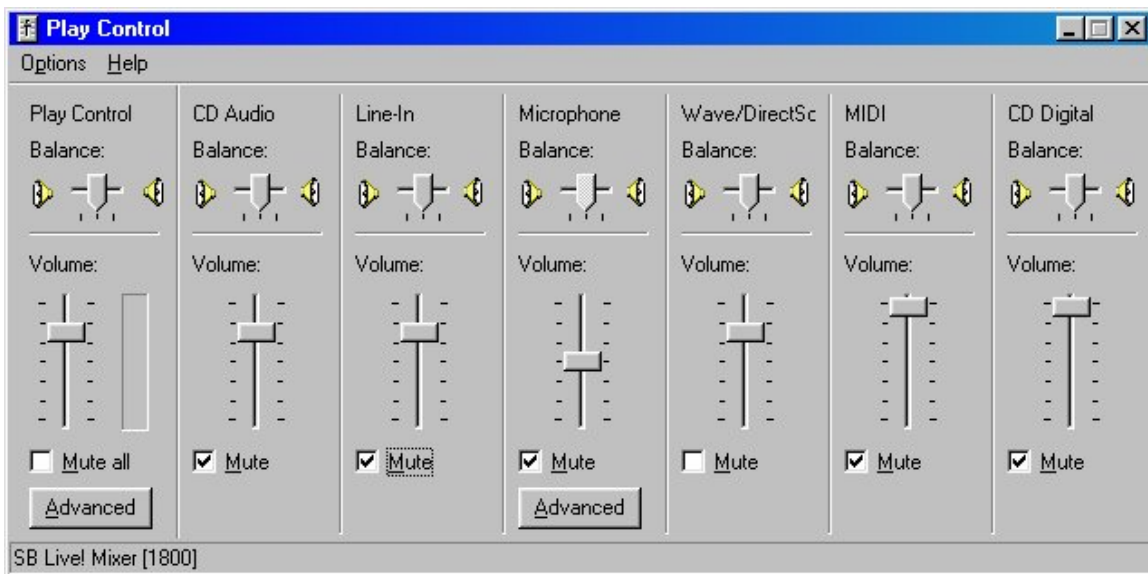 Play Control
Options Help
Play Control
Balance:
Volume:
Mute all
Advanced
CD Audio
Balance:
Volume:
Mute
Line-In
Balance:
Volume:
Mute
Microphone
Balance:
Volume:
Mute
Advanced
Wave/DirectSc
Balance:
Volume:
Mute
MIDI
Balance:
Volume:
Mute
CD Digital
Balance:
Volume:
Mute
SB Live! Mixer [1800]